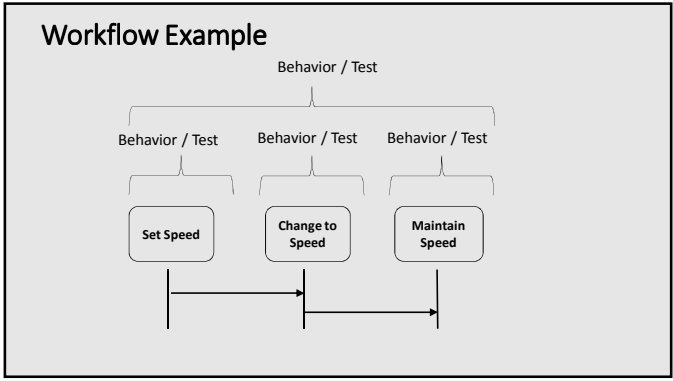 Workflow Example
Behavior / Test
Behavior / Test
Behavior / Test
Behavior / Test
Set Speed
Change to
Speed
Maintain
Speed